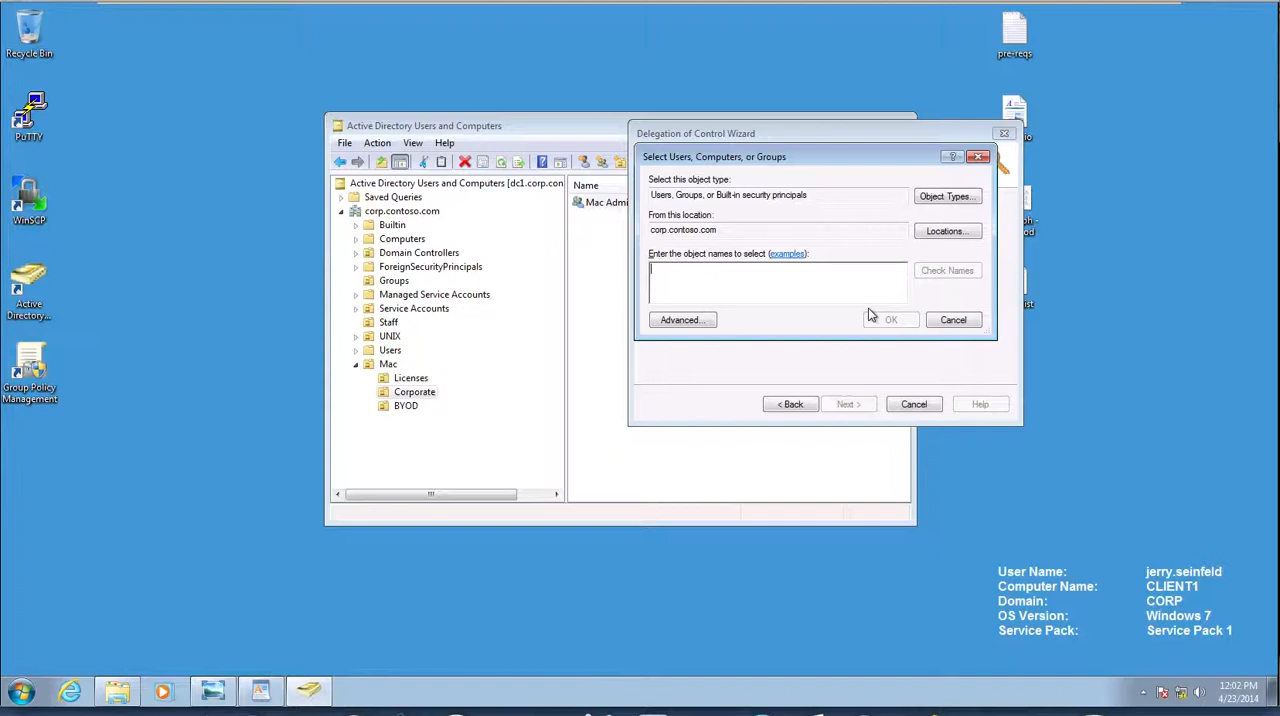 Recycle Bin
PuTTY
WinSCP
Active
Directory...
Group Policy
Management
pre-reqs
Active Directory Users and Computers
File Action View Help
Active Directory Users and Computers [dc1.corp.con
Saved Queries
corp.contoso.com
Builtin
Computers
Domain Controllers
ForeignSecurityPrincipals
Groups
Managed Service Accounts
Service Accounts
Staff
UNIX
Users
Mac
Licenses
Corporate
BYOD
Name
Mac Admi
Delegation of Control Wizard
Select Users, Computers, or Groups
Select this object type:
Users, Groups, or Built-in security principals
Object Types...
From this location:
corp.contoso.com
Locations...
Enter the object names to select (examples):
Check Names
Advanced...
OK
Cancel
< Back
Next >
Cancel
Help
User Name: jerry.seinfeld
Computer Name: CLIENT1
Domain: CORP
OS Version: Windows 7
Service Pack: Service Pack 1
12:02 PM
4/23/2014